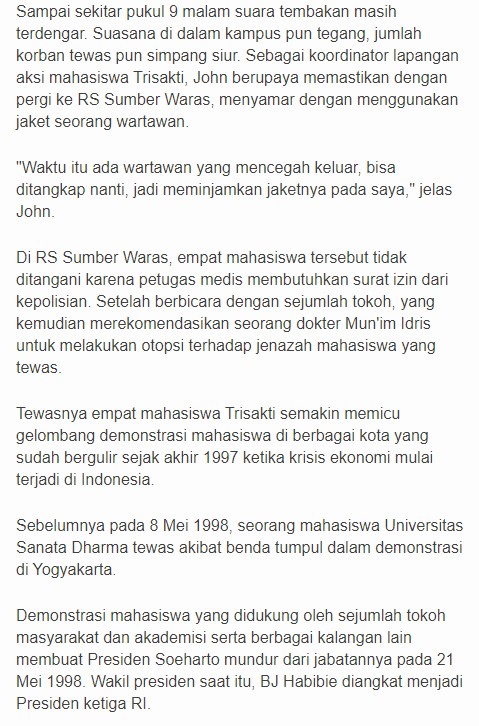 Sampai sekitar pukul 9 malam suara tembakan masih
terdengar. Suasana di dalam kampus pun tegang, jumlah
korban tewas pun simpang siur. Sebagai koordinator lapangan
aksi mahasiswa Trisakti, John berupaya memastikan dengan
pergi ke RS Sumber Waras, menyamar dengan menggunakan
jaket seorang wartawan.
"Waktu itu ada wartawan yang mencegah keluar, bisa
ditangkap nanti, jadi meminjamkan jaketnya pada saya," jelas
John.
Di RS Sumber Waras, empat mahasiswa tersebut tidak
ditangani karena petugas medis membutuhkan surat izin dari
kepolisian. Setelah berbicara dengan sejumlah tokoh, yang
kemudian merekomendasikan seorang dokter Mun'im Idris
untuk melakukan otopsi terhadap jenazah mahasiswa yang
tewas.
Tewasnya empat mahasiswa Trisakti semakin memicu
gelombang demonstrasi mahasiswa di berbagai kota yang
sudah bergulir sejak akhir 1997 ketika krisis ekonomi mulai
terjadi di Indonesia.
Sebelumnya pada 8 Mei 1998, seorang mahasiswa Universitas
Sanata Dharma tewas akibat benda tumpul dalam demonstrasi
di Yogyakarta.
Demonstrasi mahasiswa yang didukung oleh sejumlah tokoh
masyarakat dan akademisi serta berbagai kalangan lain
membuat Presiden Soeharto mundur dari jabatannya pada 21
Mei 1998. Wakil presiden saat itu, BJ Habibie diangkat menjadi
Presiden ketiga RI.